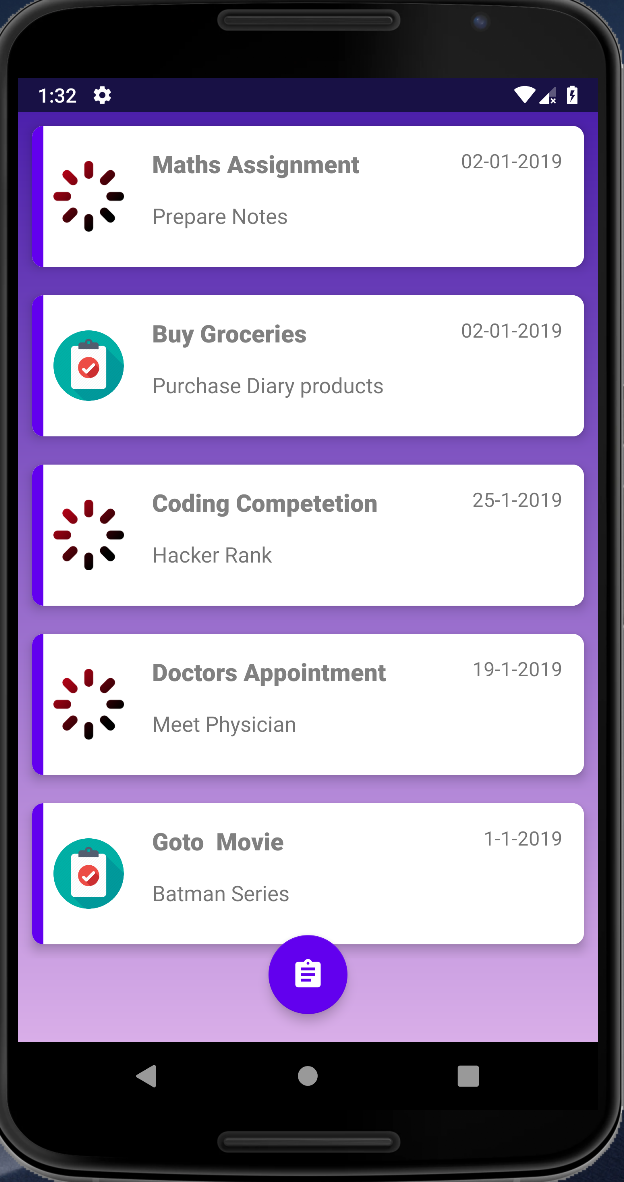 1:32
Maths Assignment 02-01-2019
Prepare Notes
Buy Groceries 02-01-2019
Purchase Diary products
Coding Competetion 25-1-2019
Hacker Rank
Doctors Appointment 19-1-2019
Meet Physician
Goto  Movie 1-1-2019
Batman Series